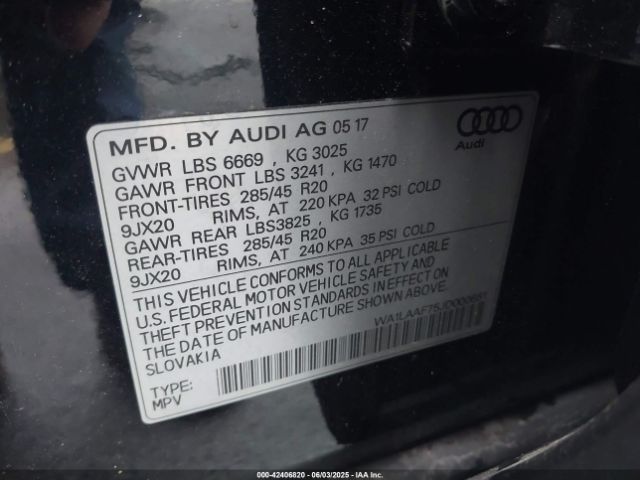 MFD. BY AUDI AG 05 17
Audi
GVWR LBS 6669 , KG 3025
GAWR FRONT LBS 3241 , KG 1470
FRONT-TIRES 285/45 R20
9JX20 RIMS, AT 220 KPA 32 PSI COLD
GAWR REAR LBS3825 , KG 1735
REAR-TIRES 285/45 R20
9JX20 RIMS, AT 240 KPA 35 PSI COLD
THIS VEHICLE CONFORMS TO ALL APPLICABLE
U.S. FEDERAL MOTOR VEHICLE SAFETY AND
THEFT PREVENTION STANDARDS IN EFFECT ON
THE DATE OF MANUFACTURE SHOWN ABOVE.
SLOVAKIA
WA1LAAF75JD000681
TYPE:
MPV
000-42406820 - 06/03/2025 - IAA Inc.